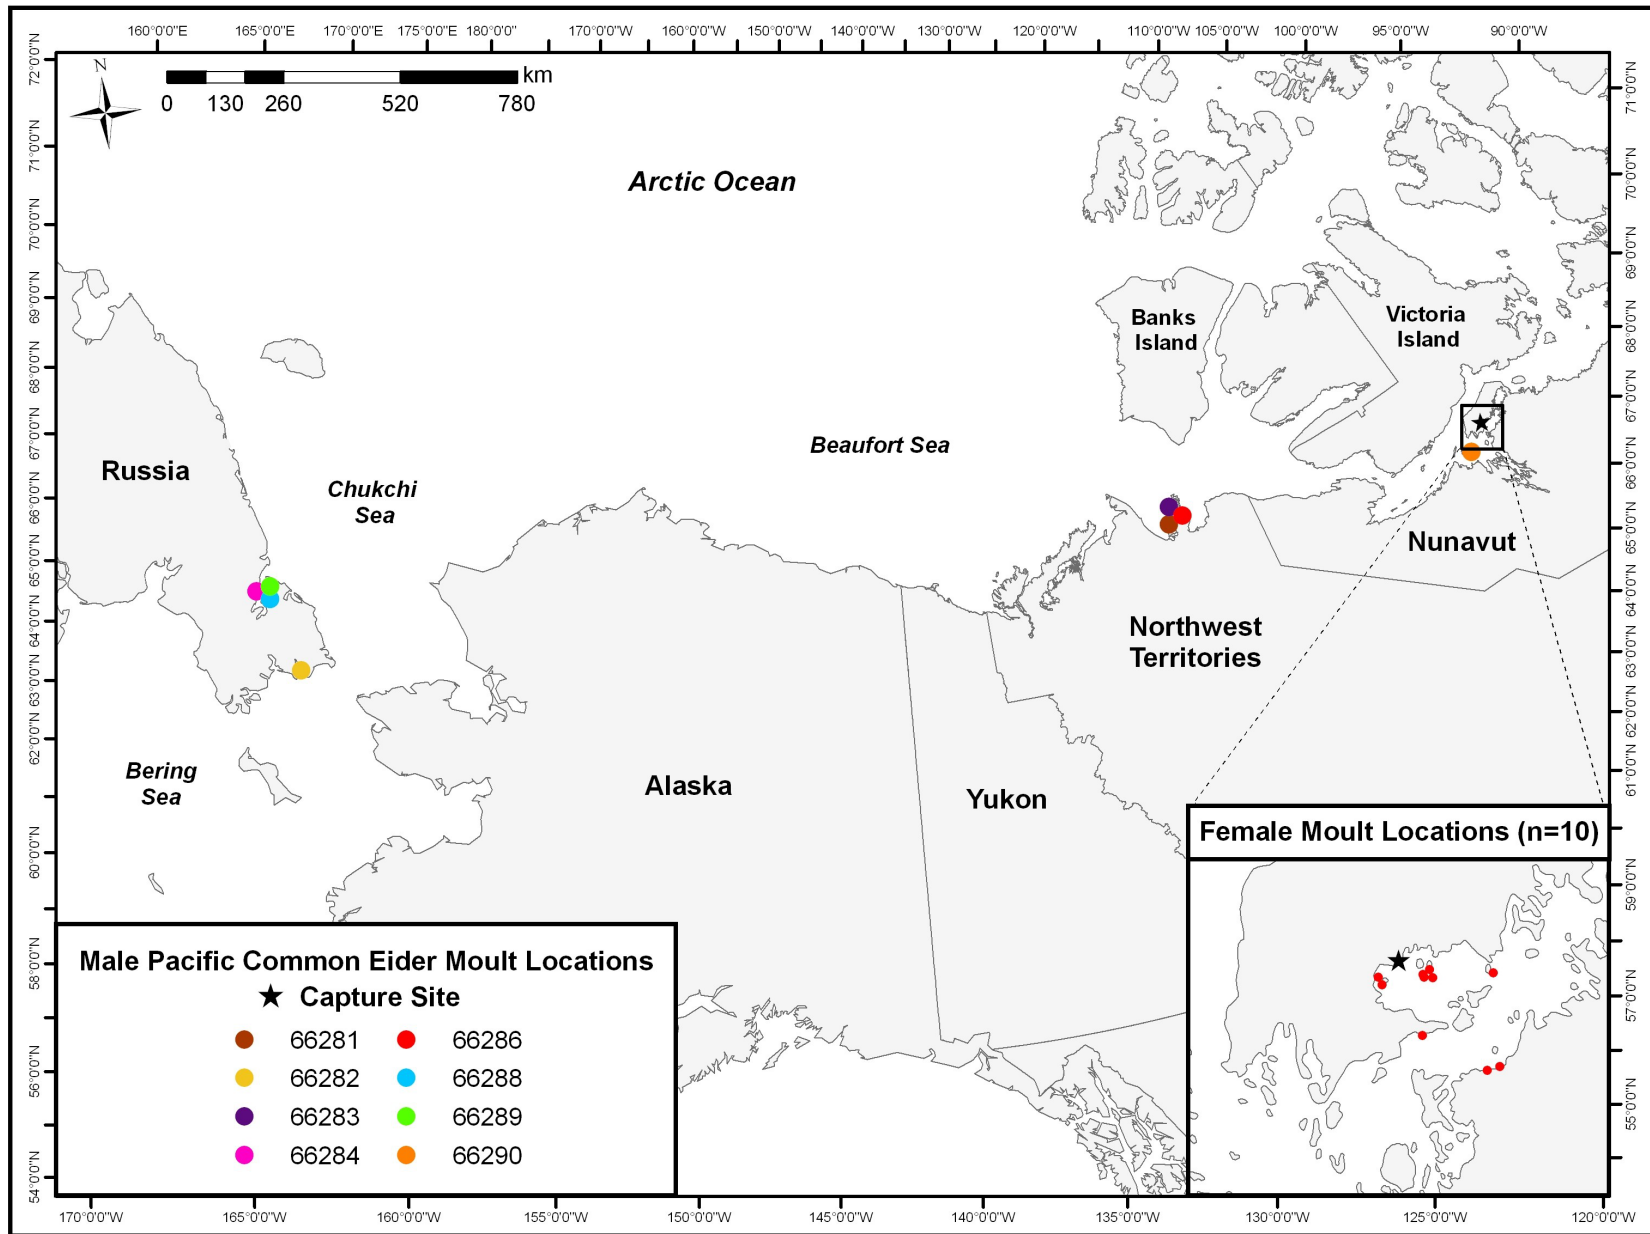 160°0'0"E 165°0'0"E 170°0'0"E 175°0'0"E 180°0'0" 170°0'0"W 160°0'0"W 150°0'0"W 140°0'0"W 130°0'0"W 120°0'0"W 110°0'0"W 105°0'0"W 100°0'0"W 95°0'0"W 90°0'0"W
72°0'0"N
71°0'0"N
70°0'0"N
69°0'0"N
68°0'0"N
67°0'0"N
66°0'0"N
65°0'0"N
64°0'0"N
63°0'0"N
62°0'0"N
60°0'0"N
58°0'0"N
56°0'0"N
54°0'0"N
N
km
0 130 260 520 780
Arctic Ocean
Banks
Island
Victoria
Island
Beaufort Sea
Russia
Chukchi
Sea
Nunavut
Northwest
Territories
Bering
Sea
Alaska
Yukon
Female Moult Locations (n=10)
Male Pacific Common Eider Moult Locations
Capture Site
66281 66286
66282 66288
66283 66289
66284 66290
71°0'0"N
70°0'0"N
69°0'0"N
68°0'0"N
67°0'0"N
66°0'0"N
65°0'0"N
64°0'0"N
63°0'0"N
62°0'0"N
61°0'0"N
59°0'0"N
57°0'0"N
55°0'0"N
170°0'0"W 165°0'0"W 160°0'0"W 155°0'0"W 150°0'0"W 145°0'0"W 140°0'0"W 135°0'0"W 130°0'0"W 125°0'0"W 120°0'0"W